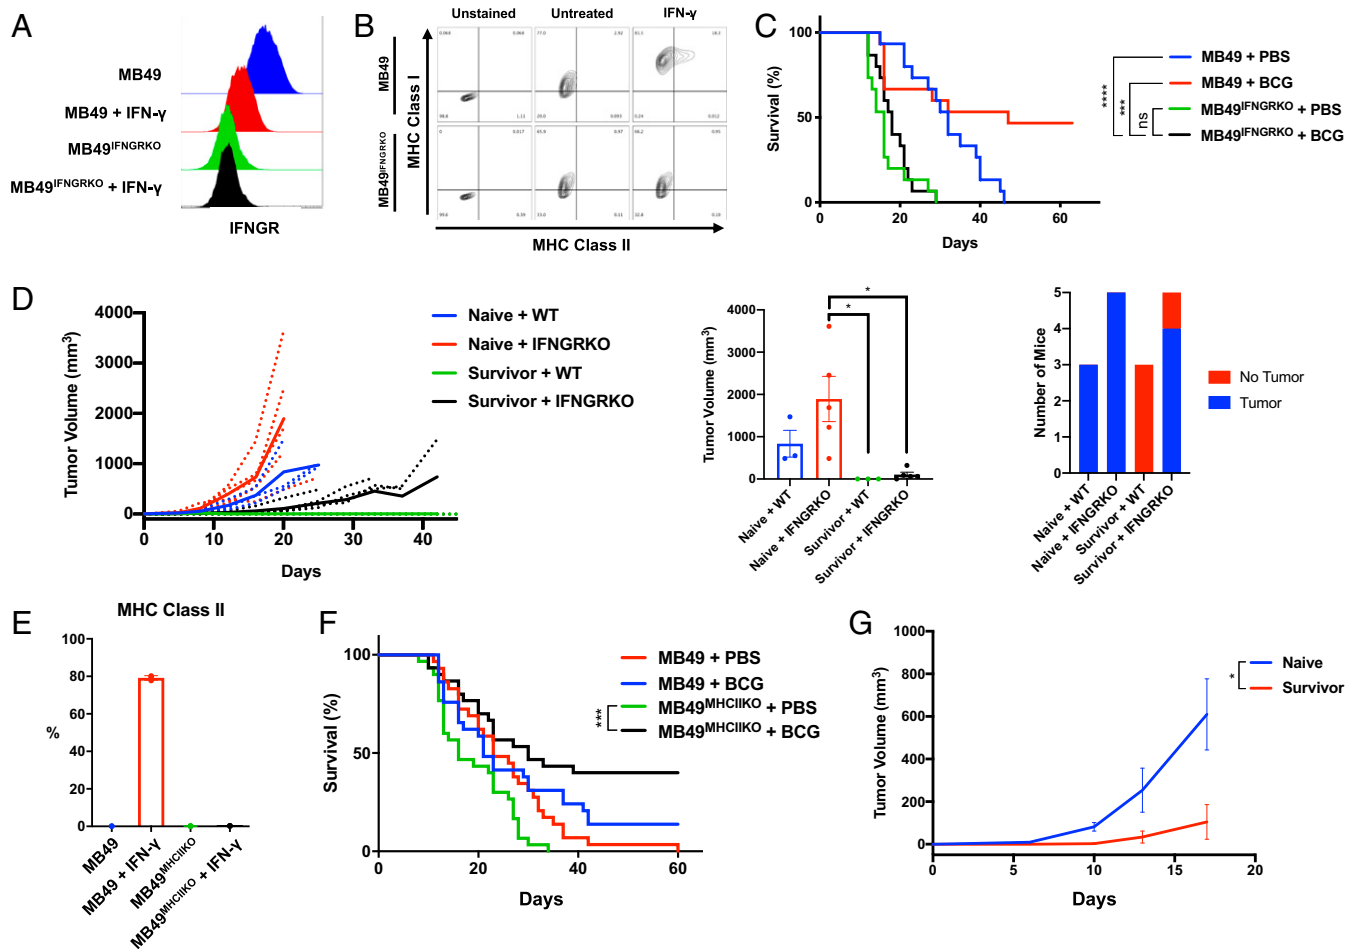 A
MB49
MB49 + IFN-γ
MB49IFNGRKO
MB49IFNGRKO + IFN-γ
IFNGR
B
Unstained Untreated IFN-γ
MB49
MB49IFNGRKO
MHC Class I
MHC Class II
C
Survival (%)
100
50
0
0 20 40 60
Days
MB49 + PBS
MB49 + BCG
MB49IFNGRKO + PBS
MB49IFNGRKO + BCG
****
***
ns
D
Tumor Volume (mm3)
4000
3000
2000
1000
0
0 10 20 30 40
Days
Naive + WT
Naive + IFNGRKO
Survivor + WT
Survivor + IFNGRKO
Tumor Volume (mm3)
4000
3000
2000
1000
0
*
*
Naive + WT
Naive + IFNGRKO
Survivor + WT
Survivor + IFNGRKO
Number of Mice
5
4
3
2
1
0
Naive + WT
Naive + IFNGRKO
Survivor + WT
Survivor + IFNGRKO
No Tumor
Tumor
E
MHC Class II
%
100
80
60
40
20
0
MB49
MB49 + IFN-γ
MB49MHCIIKO
MB49MHCIIKO + IFN-γ
F
Survival (%)
100
50
0
0 20 40 60
Days
MB49 + PBS
MB49 + BCG
MB49MHCIIKO + PBS
MB49MHCIIKO + BCG
***
G
Tumor Volume (mm3)
1000
800
600
400
200
0
0 5 10 15 20
Days
Naive
Survivor
*